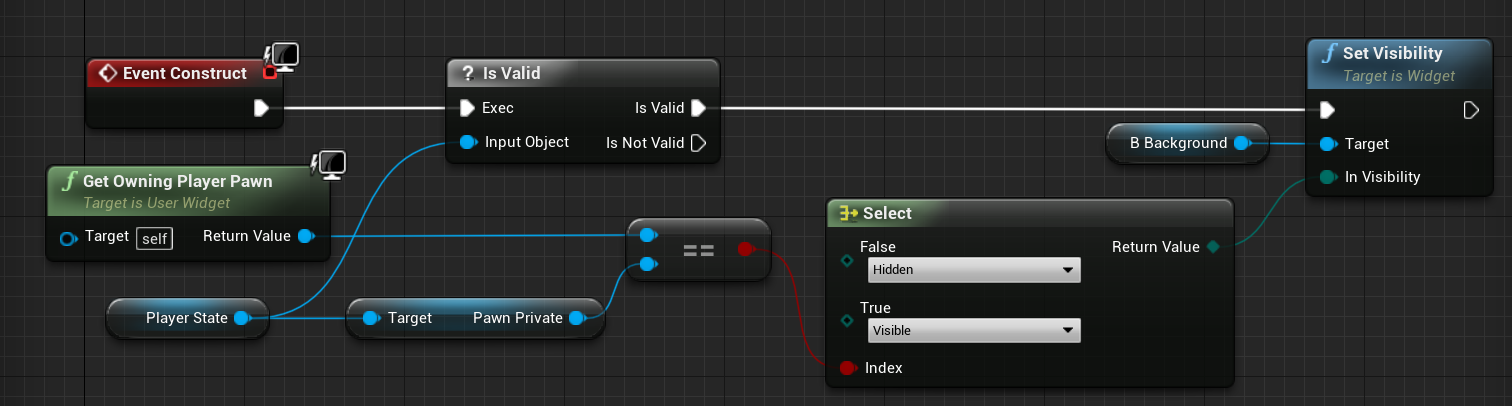 Event Construct
? Is Valid
Exec
Is Valid
Input Object
Is Not Valid
f Set Visibility
Target is Widget
B Background
Target
In Visibility
f Get Owning Player Pawn
Target is User Widget
Target self
Return Value
==
Select
False
Hidden
Return Value
True
Visible
Index
Player State
Target
Pawn Private